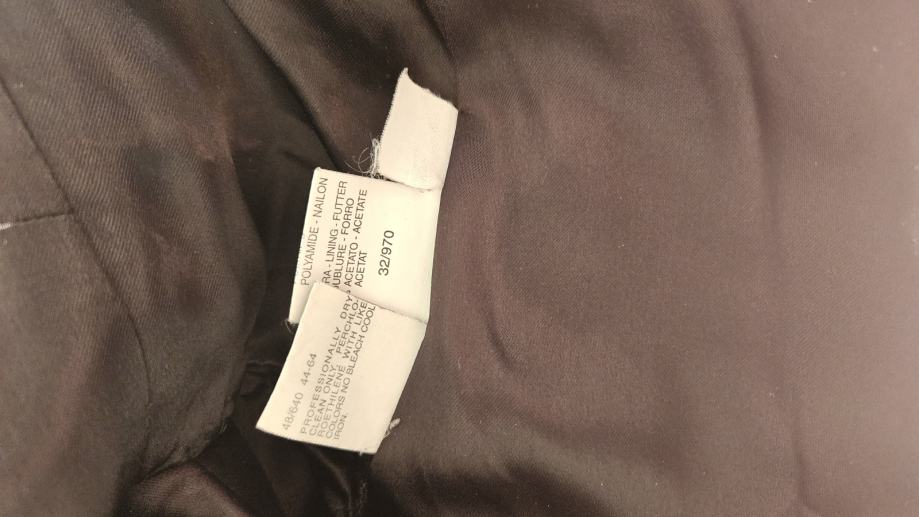 POLYAMIDE - NAILON
RA - LINING - FUTTER
UBLURE - FORRO
ACETATO - ACETATE
ACETAT
32/970
48/640 44-64
PROFESSIONALLY DRY
CLEAN ONLY PERCHLO-
ROETHILENE WITH LIKE
COLORS NO BLEACH COOL
IRON.